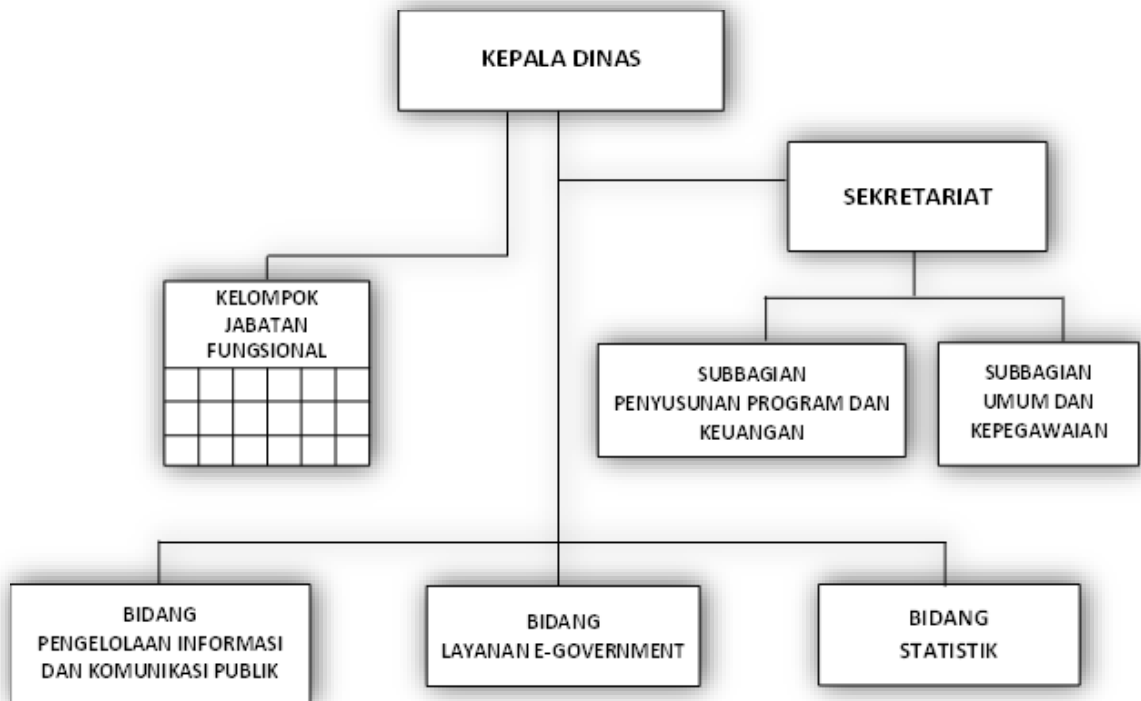 KEPALA DINAS
SEKRETARIAT
KELOMPOK
JABATAN
FUNGSIONAL
SUBBAGIAN
PENYUSUNAN PROGRAM DAN
KEUANGAN
SUBBAGIAN
UMUM DAN
KEPEGAWAIAN
BIDANG
PENGELOLAAN INFORMASI
DAN KOMUNIKASI PUBLIK
BIDANG
LAYANAN E-GOVERNMENT
BIDANG
STATISTIK